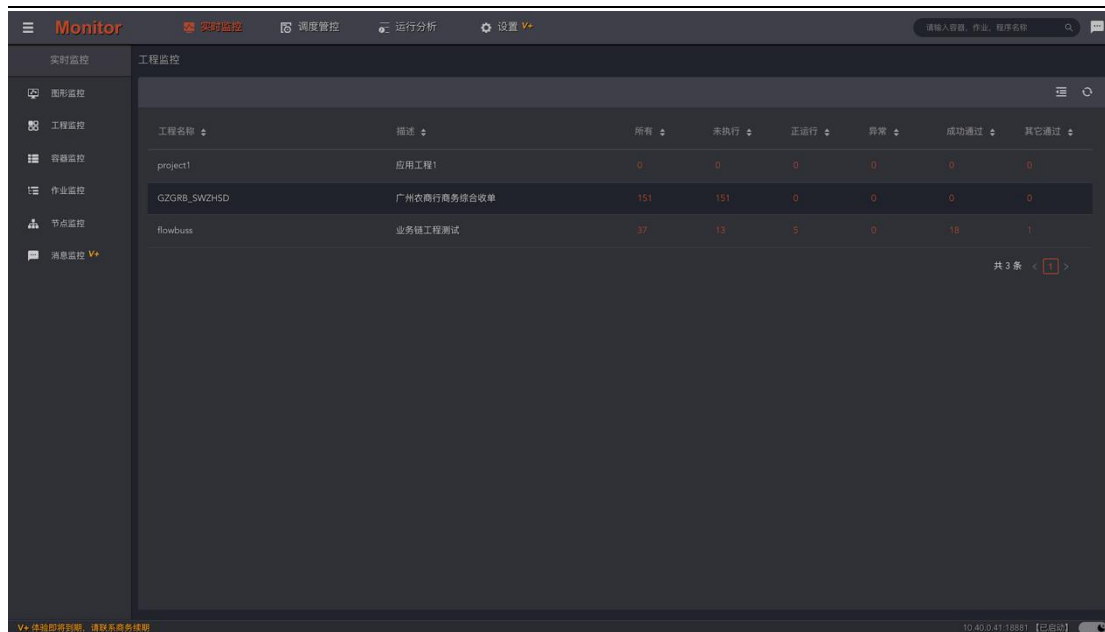 Monitor 实时监控 调度管控 运行分析 设置 V+ 请输入容器、作业、程序名称
实时监控 工程监控
图形监控
工程监控
容器监控
作业监控
节点监控
消息监控 V+
工程名称 描述 所有 未执行 正运行 异常 成功通过 其它通过
project1 应用工程1 0 0 0 0 0 0
GZGRB_SWZHSD 广州农商行商务综合收单 151 151 0 0 0 0
flowbuss 业务链工程测试 37 13 5 0 18 1
共 3 条 < 1 >
V+ 体验即将到期，请联系商务续期 10.40.0.41:18881 【已启动】